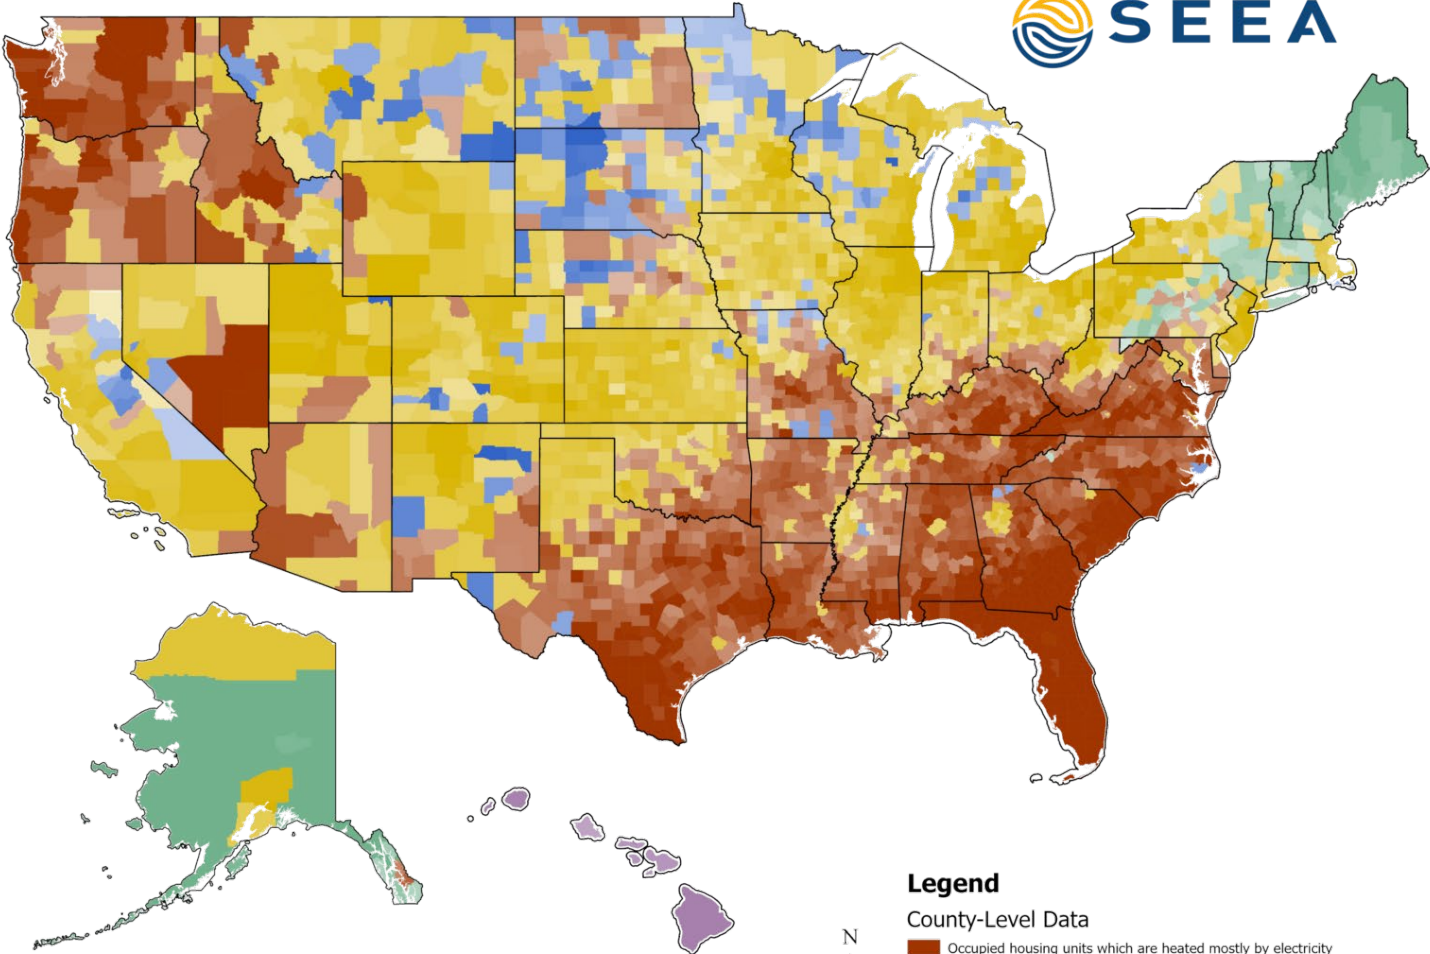 SEEA
Legend
County-Level Data
N
Occupied housing units which are heated mostly by electricity